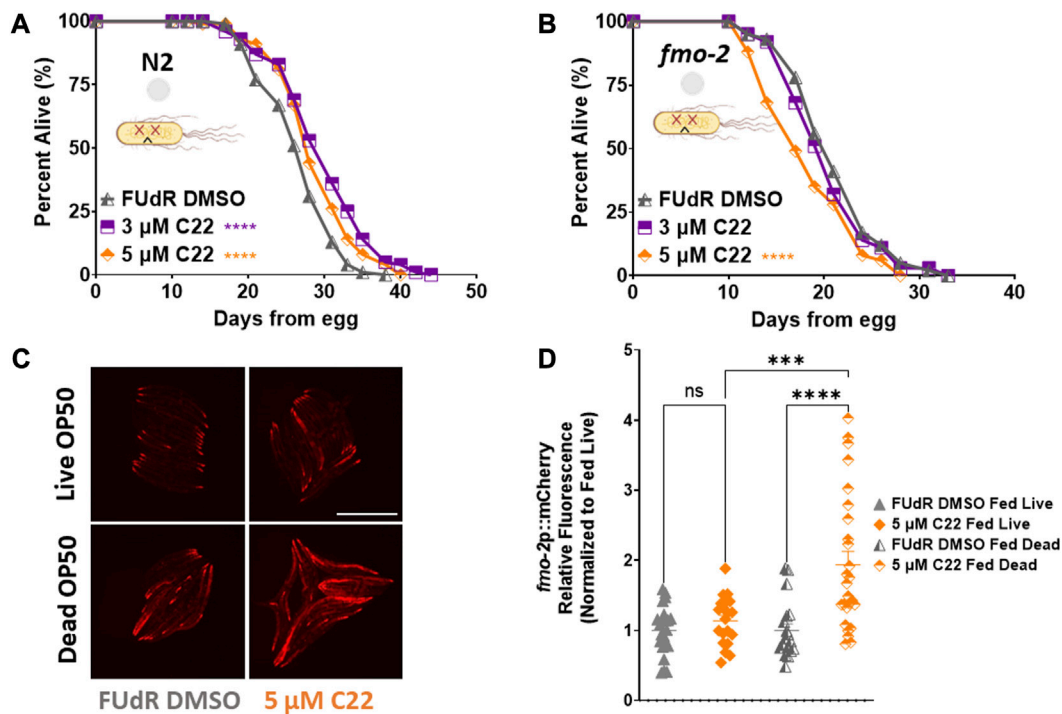 A
100
75
50
25
0
Percent Alive (%)
N2
FUdR DMSO
3 µM C22 ****
5 µM C22 ****
0 10 20 30 40 50
Days from egg
B
100
75
50
25
0
Percent Alive (%)
fmo-2
FUdR DMSO
3 µM C22
5 µM C22 ****
0 10 20 30 40
Days from egg
C
Live OP50
Dead OP50
FUdR DMSO
5 µM C22
D
fmo-2p::mCherry
Relative Fluorescence
(Normalized to Fed Live)
5
4
3
2
1
0
ns
***
****
FUdR DMSO Fed Live
5 µM C22 Fed Live
FUdR DMSO Fed Dead
5 µM C22 Fed Dead